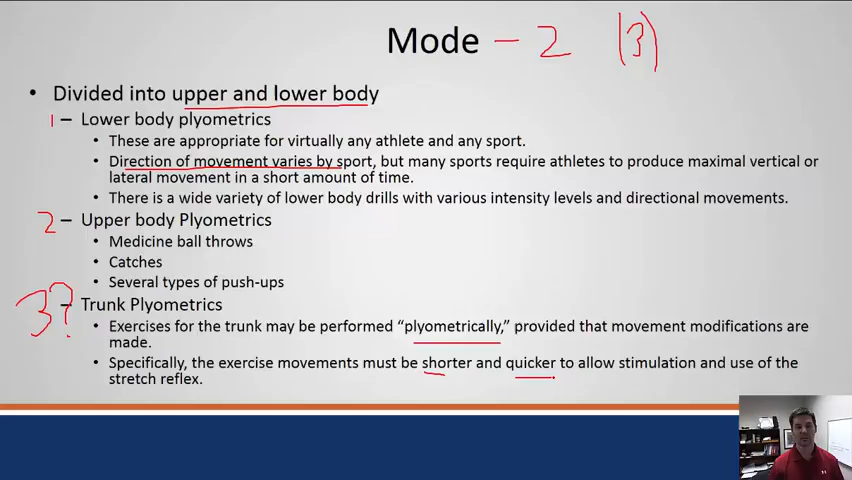 Mode – 2 (3)
• Divided into upper and lower body
1 – Lower body plyometrics
• These are appropriate for virtually any athlete and any sport.
• Direction of movement varies by sport, but many sports require athletes to produce maximal vertical or
lateral movement in a short amount of time.
• There is a wide variety of lower body drills with various intensity levels and directional movements.
2 – Upper body Plyometrics
• Medicine ball throws
• Catches
• Several types of push-ups
3? – Trunk Plyometrics
• Exercises for the trunk may be performed “plyometrically,” provided that movement modifications are
made.
• Specifically, the exercise movements must be shorter and quicker to allow stimulation and use of the
stretch reflex.